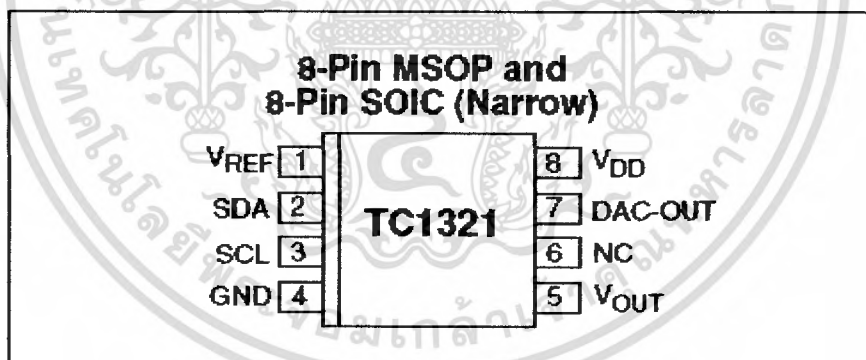 8-Pin MSOP and
8-Pin SOIC (Narrow)
VREF 1
SDA 2
SCL 3
GND 4
TC1321
8 VDD
7 DAC-OUT
6 NC
5 VOUT